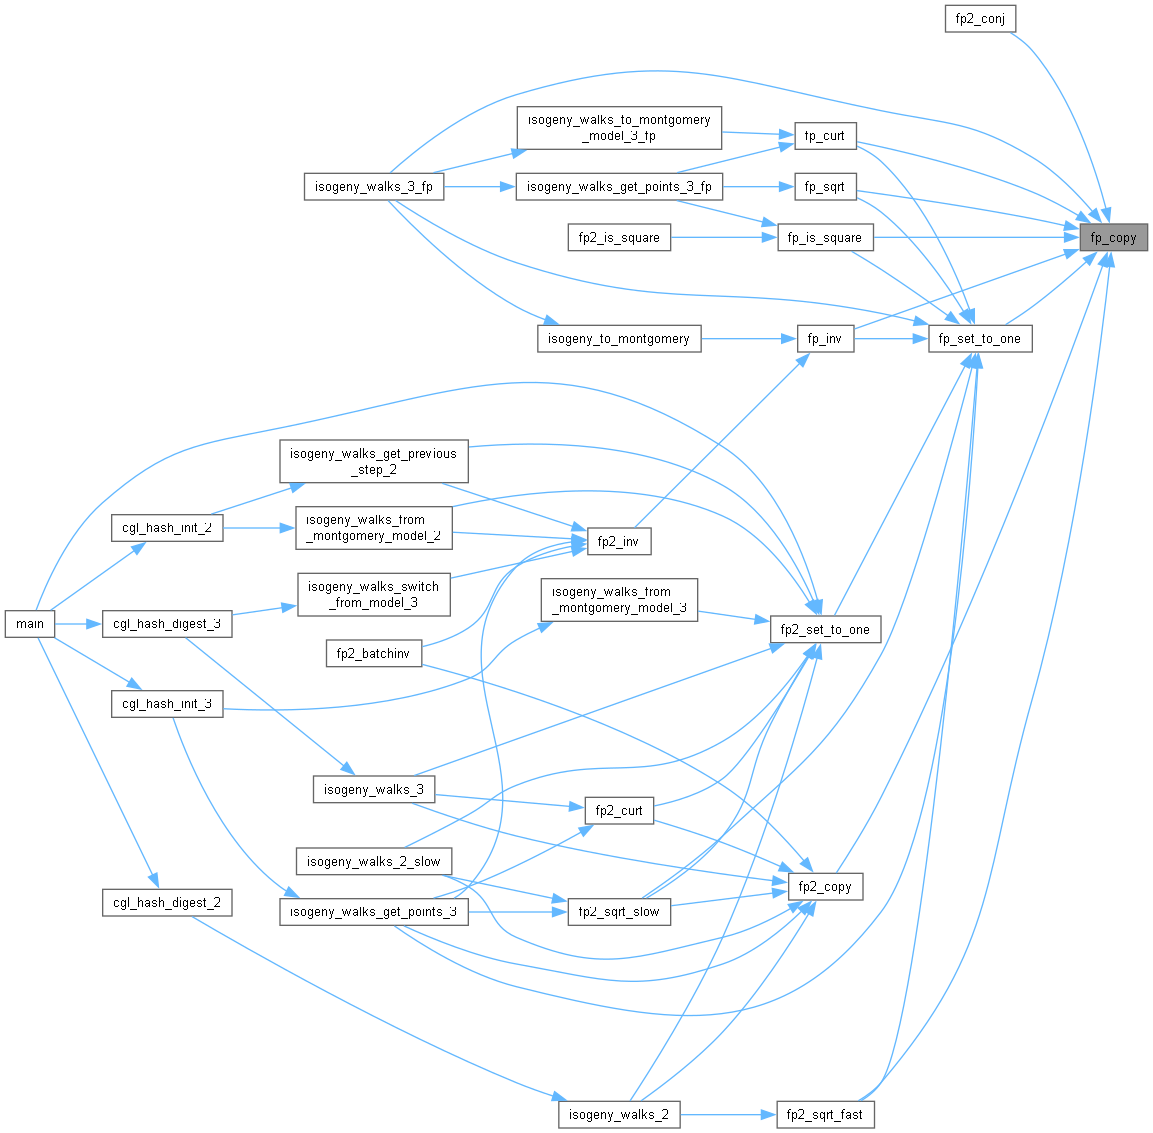 fp2_conj
isogeny_walks_to_montgomery
_model_3_fp
fp_curt
isogeny_walks_3_fp
isogeny_walks_get_points_3_fp
fp_sqrt
fp2_is_square
fp_is_square
fp_copy
isogeny_to_montgomery
fp_inv
fp_set_to_one
isogeny_walks_get_previous
_step_2
cgl_hash_init_2
isogeny_walks_from
_montgomery_model_2
fp2_inv
isogeny_walks_switch
_from_model_3
isogeny_walks_from
_montgomery_model_3
main
cgl_hash_digest_3
fp2_set_to_one
fp2_batchinv
cgl_hash_init_3
isogeny_walks_3
fp2_curt
isogeny_walks_2_slow
fp2_copy
cgl_hash_digest_2
isogeny_walks_get_points_3
fp2_sqrt_slow
isogeny_walks_2
fp2_sqrt_fast